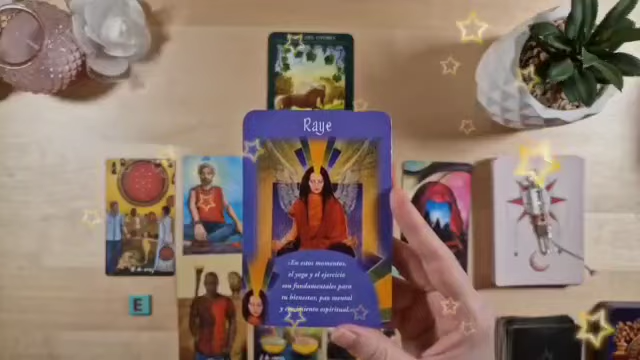 Raye
«En estos momentos,
el yoga y el ejercicio
son fundamentales para
tu bienestar, paz mental
y crecimiento espiritual.»
E